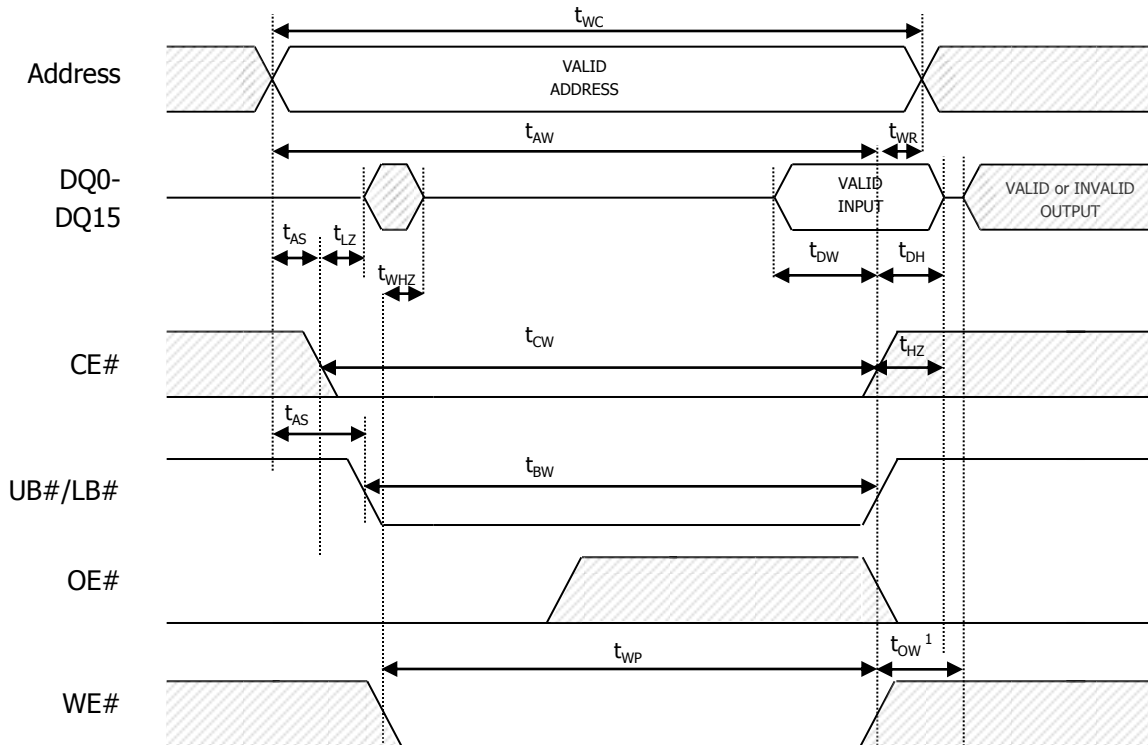 tWC
Address
VALID
ADDRESS
tAW
tWR
DQ0-
DQ15
VALID
INPUT
VALID or INVALID
OUTPUT
tAS
tLZ
tDW
tDH
tWHZ
CE#
tCW
tHZ
tAS
UB#/LB#
tBW
OE#
tWP
tOW 1
WE#